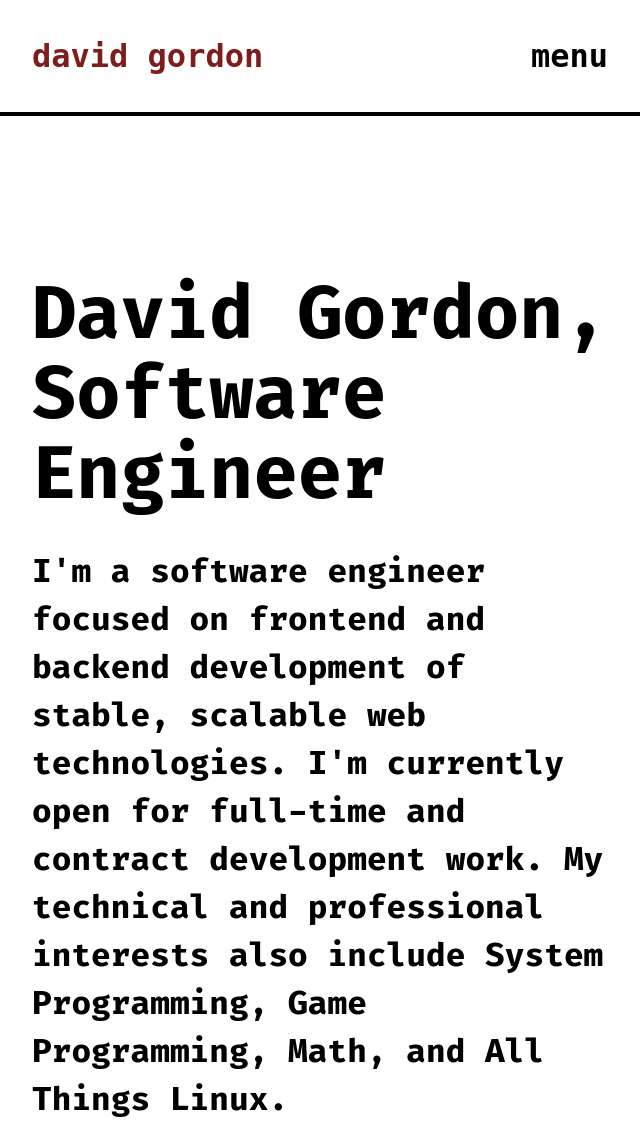 david gordon
menu
David Gordon,
Software
Engineer
I'm a software engineer
focused on frontend and
backend development of
stable, scalable web
technologies. I'm currently
open for full-time and
contract development work. My
technical and professional
interests also include System
Programming, Game
Programming, Math, and All
Things Linux.